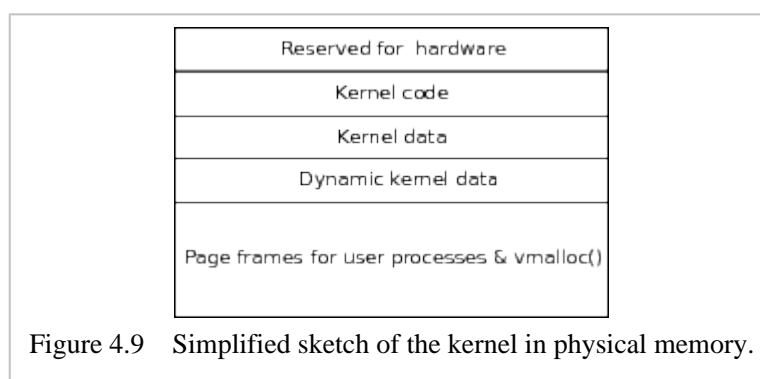 Reserved for hardware
Kernel code
Kernel data
Dynamic kernel data
Page frames for user processes & vmalloc()
Figure 4.9 Simplified sketch of the kernel in physical memory.